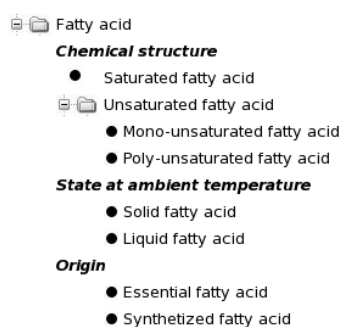 Fatty acid
Chemical structure
Saturated fatty acid
Unsaturated fatty acid
Mono-unsaturated fatty acid
Poly-unsaturated fatty acid
State at ambient temperature
Solid fatty acid
Liquid fatty acid
Origin
Essential fatty acid
Synthetized fatty acid